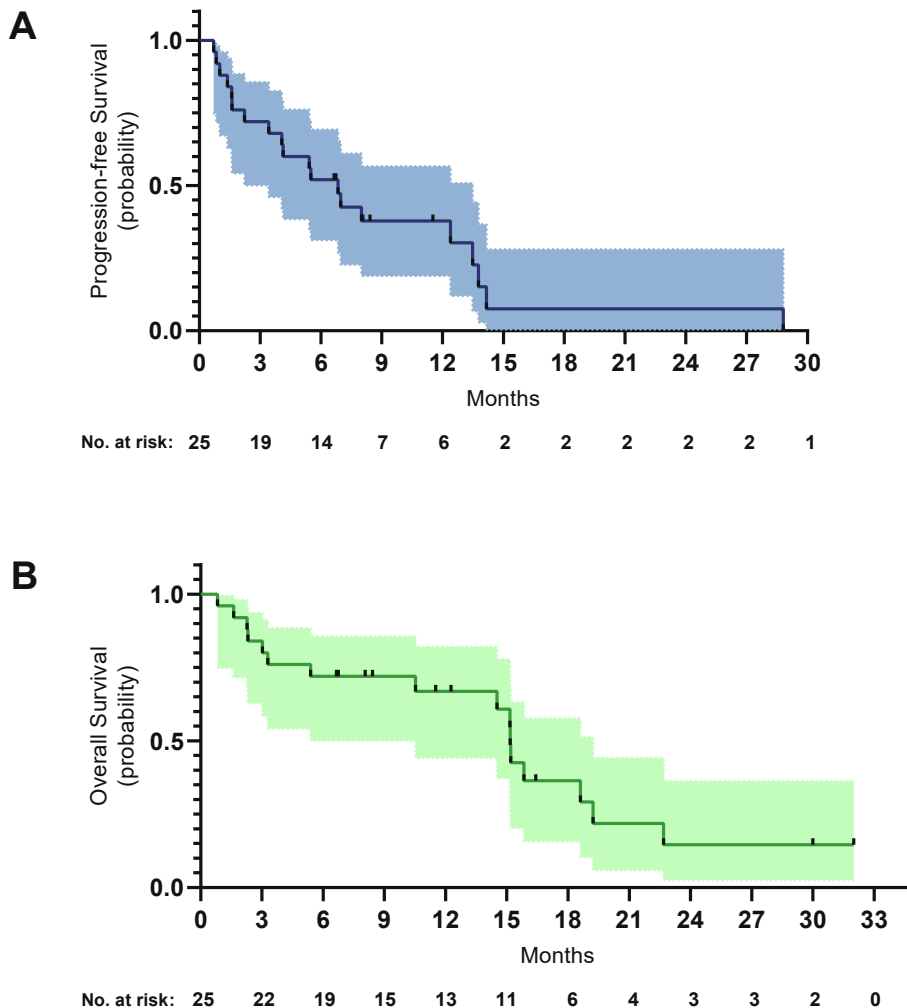 A
Progression-free Survival
(probability)
1.0
0.5
0.0
0 3 6 9 12 15 18 21 24 27 30
Months
No. at risk: 25 19 14 7 6 2 2 2 2 2 1
B
Overall Survival
(probability)
1.0
0.5
0.0
0 3 6 9 12 15 18 21 24 27 30 33
Months
No. at risk: 25 22 19 15 13 11 6 4 3 3 2 0